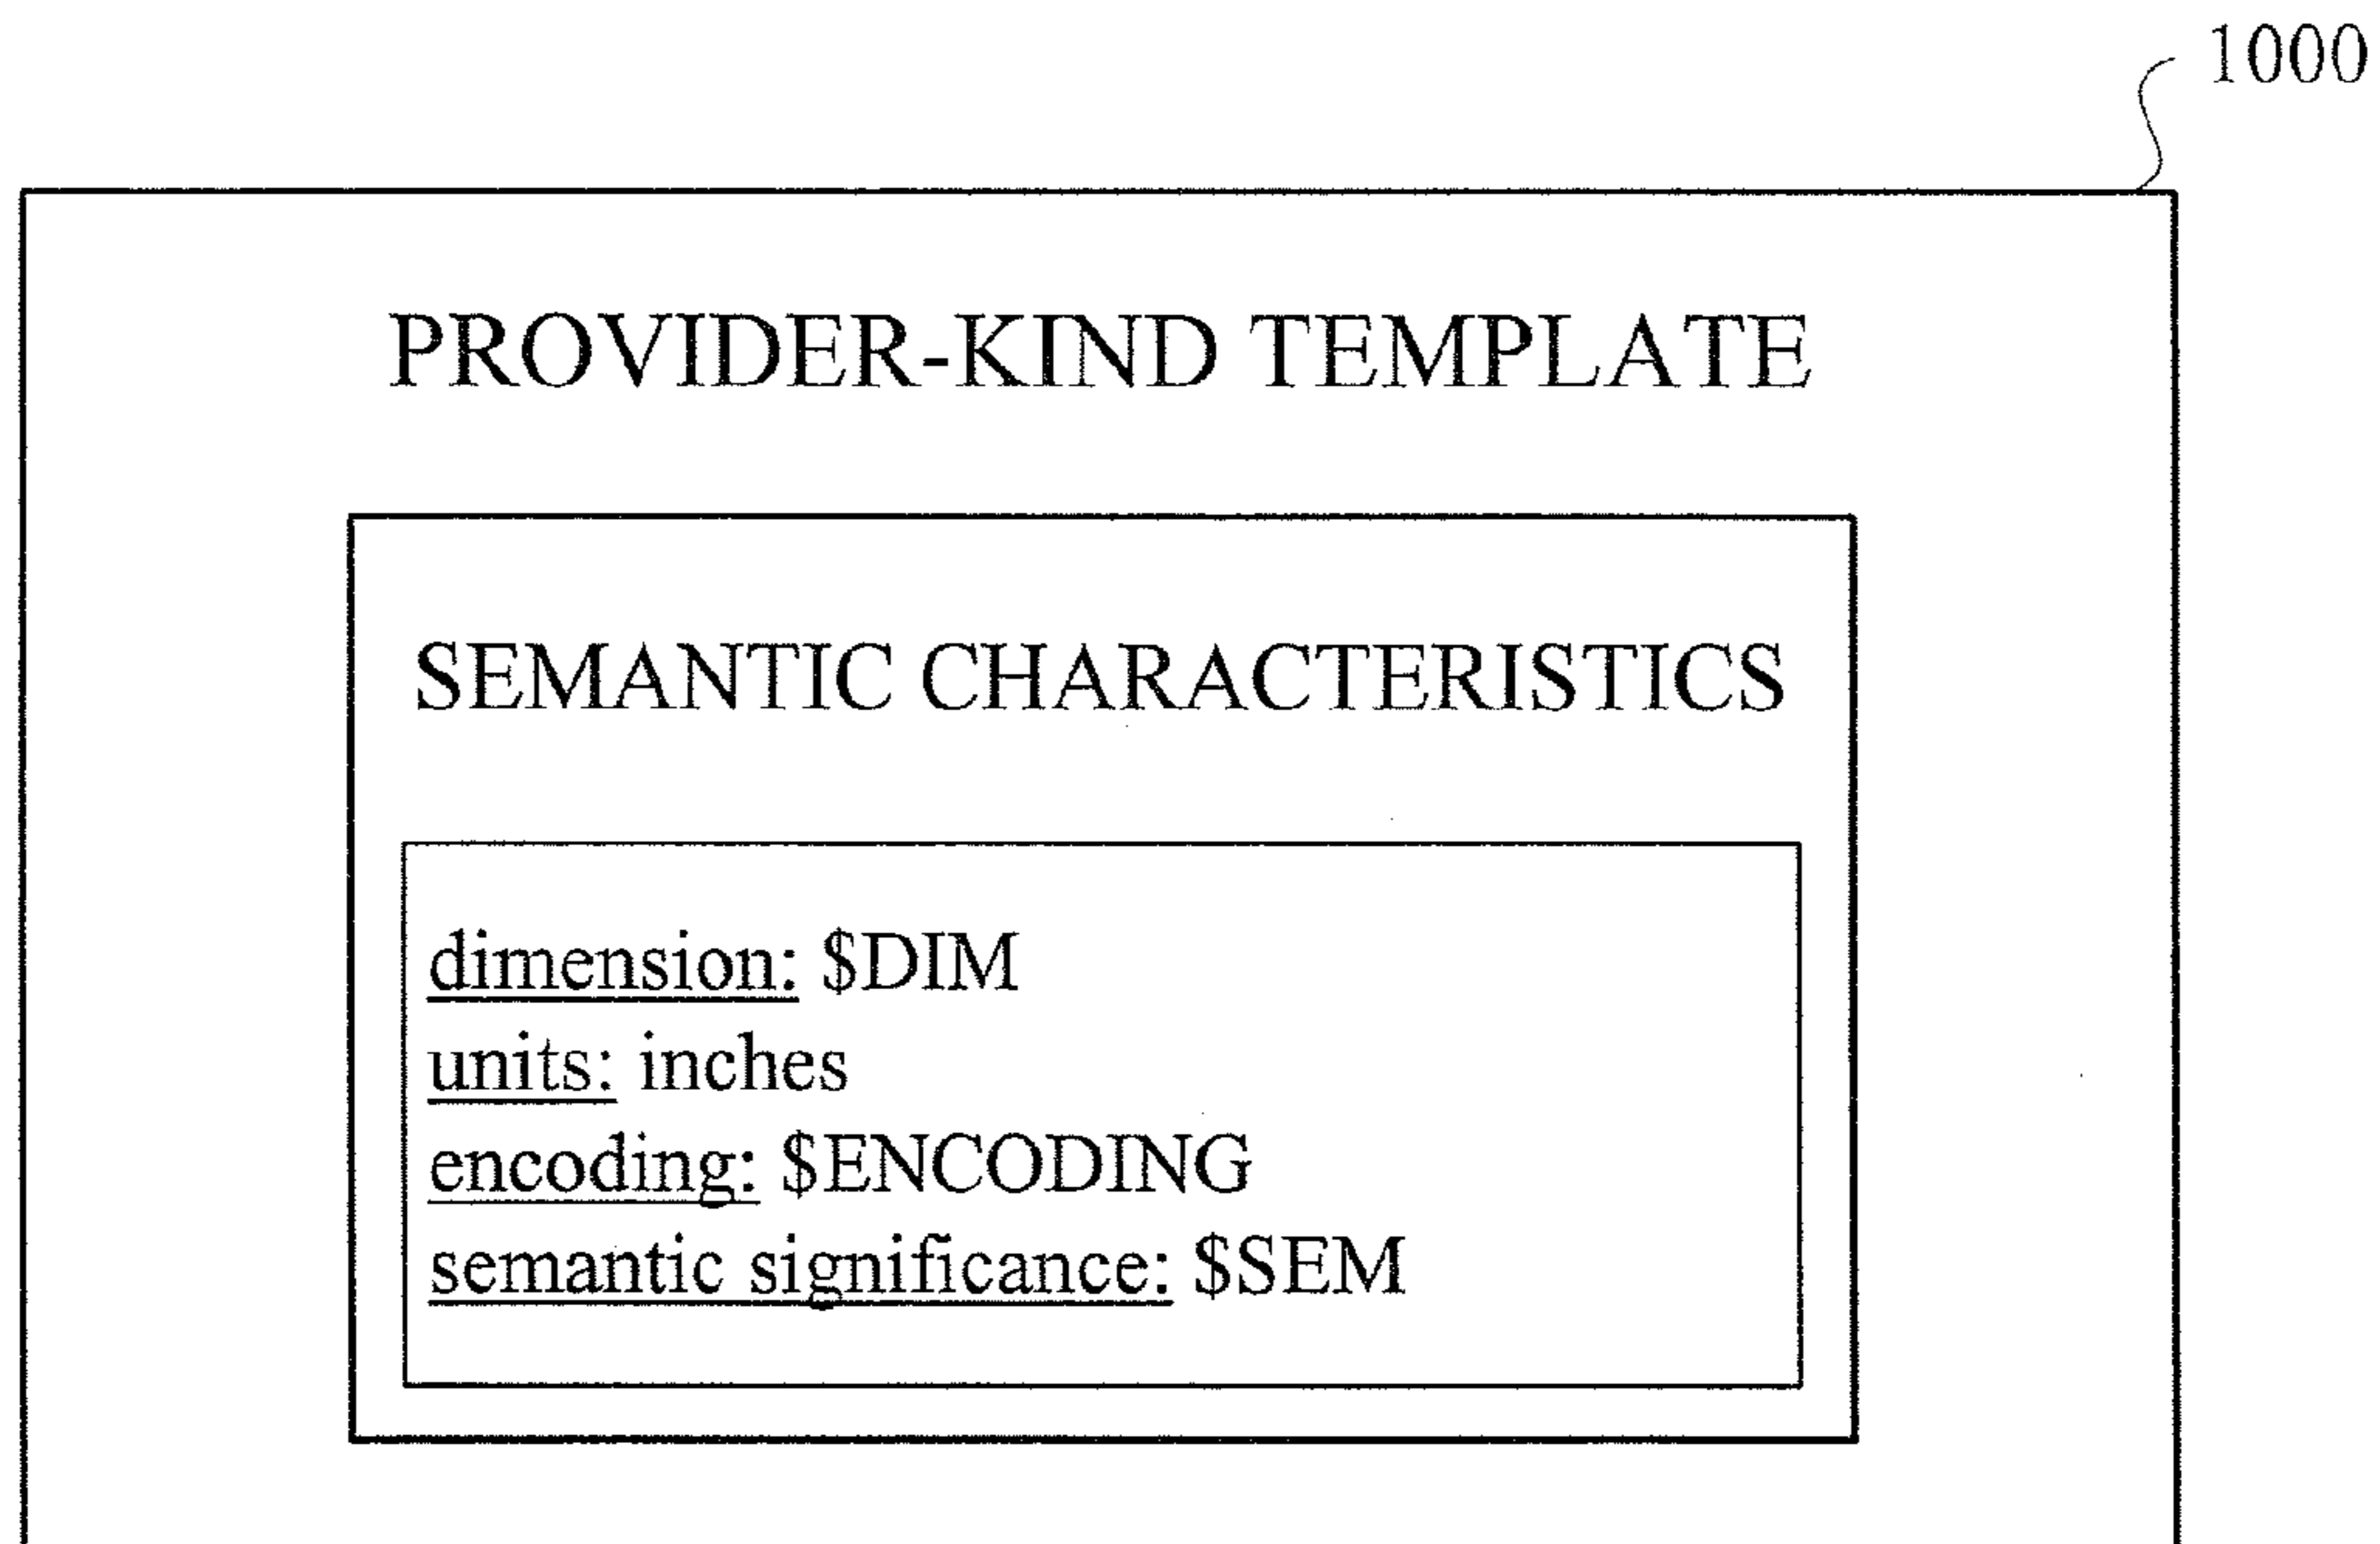 1000
PROVIDER-KIND TEMPLATE
SEMANTIC CHARACTERISTICS
dimension: $DIM
units: inches
encoding: $ENCODING
semantic significance: $SEM